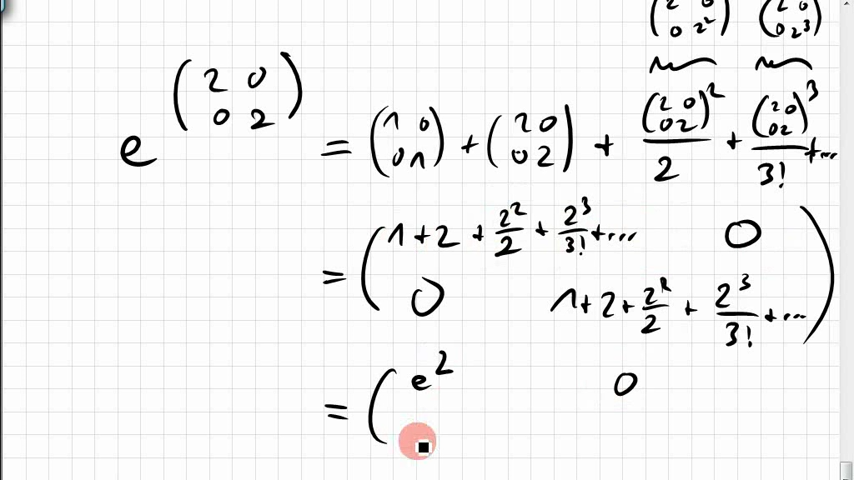 (2 0 / 0 2²) (2 0 / 0 2³)
e^(2 0 / 0 2) = (1 0 / 0 1) + (2 0 / 0 2) + (2 0 / 0 2)² / 2 + (2 0 / 0 2)³ / 3! + ...
= (1 + 2 + 2²/2 + 2³/3! + ... 0
0 1 + 2 + 2²/2 + 2³/3! + ...)
= (e² 0